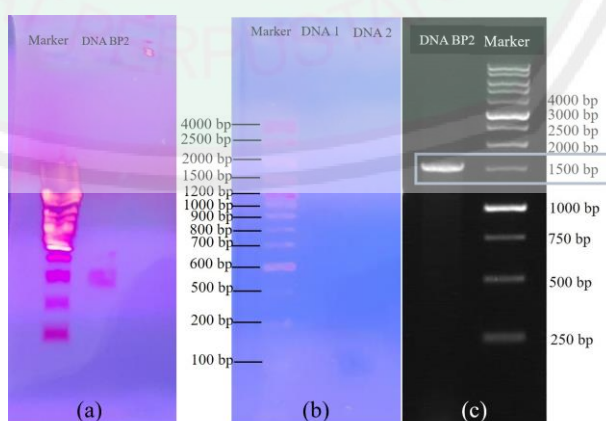 Marker DNA BP2
Marker DNA 1 DNA 2
4000 bp
2500 bp
2000 bp
1500 bp
1200 bp
1000 bp
900 bp
800 bp
700 bp
600 bp
500 bp
200 bp
100 bp
DNA BP2 Marker
4000 bp
3000 bp
2500 bp
2000 bp
1500 bp
1000 bp
750 bp
500 bp
250 bp
(a) (b) (c)